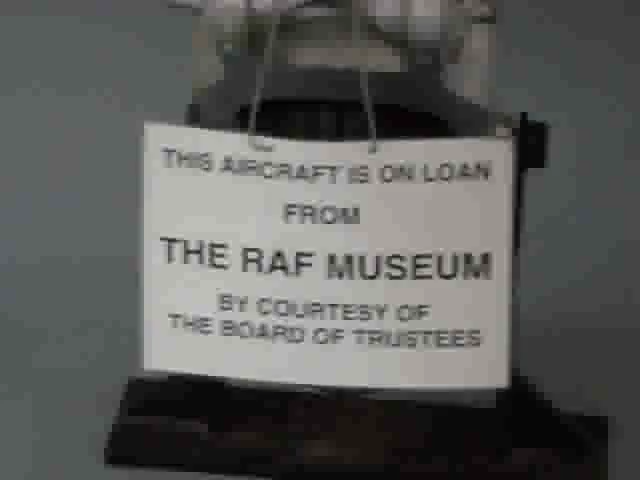 THIS AIRCRAFT IS ON LOAN
FROM
THE RAF MUSEUM
BY COURTESY OF
THE BOARD OF TRUSTEES